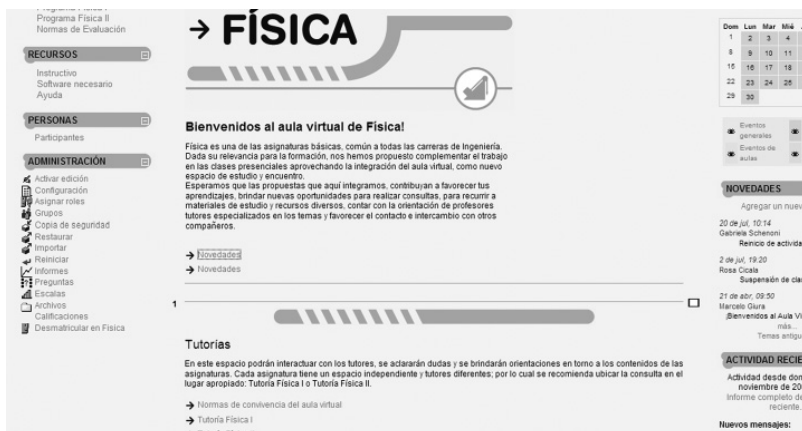 Programa Física II
Normas de Evaluación
RECURSOS
Instructivo
Software necesario
Ayuda
PERSONAS
Participantes
ADMINISTRACIÓN
Activar edición
Configuración
Asignar roles
Grupos
Copia de seguridad
Restaurar
Importar
Reiniciar
Informes
Preguntas
Escalas
Archivos
Calificaciones
Desmatricular en Fisica
FÍSICA
Bienvenidos al aula virtual de Física!
Física es una de las asignaturas básicas, común a todas las carreras de Ingeniería.
Dada su relevancia para la formación, nos hemos propuesto complementar el trabajo
en las clases presenciales aprovechando la integración del aula virtual, como nuevo
espacio de estudio y encuentro.
Esperamos que las propuestas que aquí integramos, contribuyan a favorecer tus
aprendizajes, brindar nuevas oportunidades para realizar consultas, para recurrir a
materiales de estudio y recursos diversos, contar con la orientación de profesores
tutores especializados en los temas y favorecer el contacto e intercambio con otros
compañeros.
Novedades
Novedades
1
Tutorías
En este espacio podrán interactuar con los tutores, se aclararán dudas y se brindarán orientaciones en torno a los contenidos de las
asignaturas. Cada asignatura tiene un espacio independiente y tutores diferentes; por lo cual se recomienda ubicar la consulta en el
lugar apropiado: Tutoría Física I o Tutoría Física II.
Normas de convivencia del aula virtual
Tutoría Física I
Dom Lun Mar Mié
1 2 3 4
8 9 10 11
15 16 17 18
22 23 24 25
29 30
Eventos
generales
Eventos de
aulas
NOVEDADES
Agregar un nuev
20 de jul, 10:14
Gabriela Schenoni
Reinicio de activida
2 de jul, 19:20
Rosa Cicala
Suspensión de cla
21 de abr, 09:50
Marcelo Giura
¡Bienvenidos al Aula Vi
más...
Temas antigu
ACTIVIDAD RECIE
Actividad desde don
noviembre de 20
Informe completo de
reciente.
Nuevos mensajes: